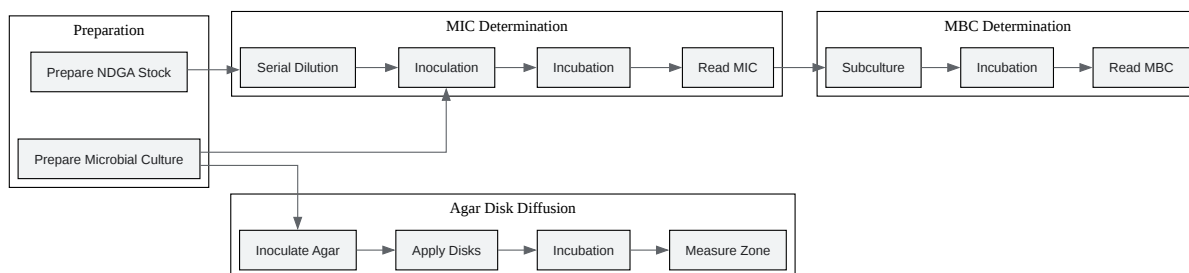 Preparation
Prepare NDGA Stock
Prepare Microbial Culture
MIC Determination
Serial Dilution
Inoculation
Incubation
Read MIC
MBC Determination
Subculture
Incubation
Read MBC
Agar Disk Diffusion
Inoculate Agar
Apply Disks
Incubation
Measure Zone